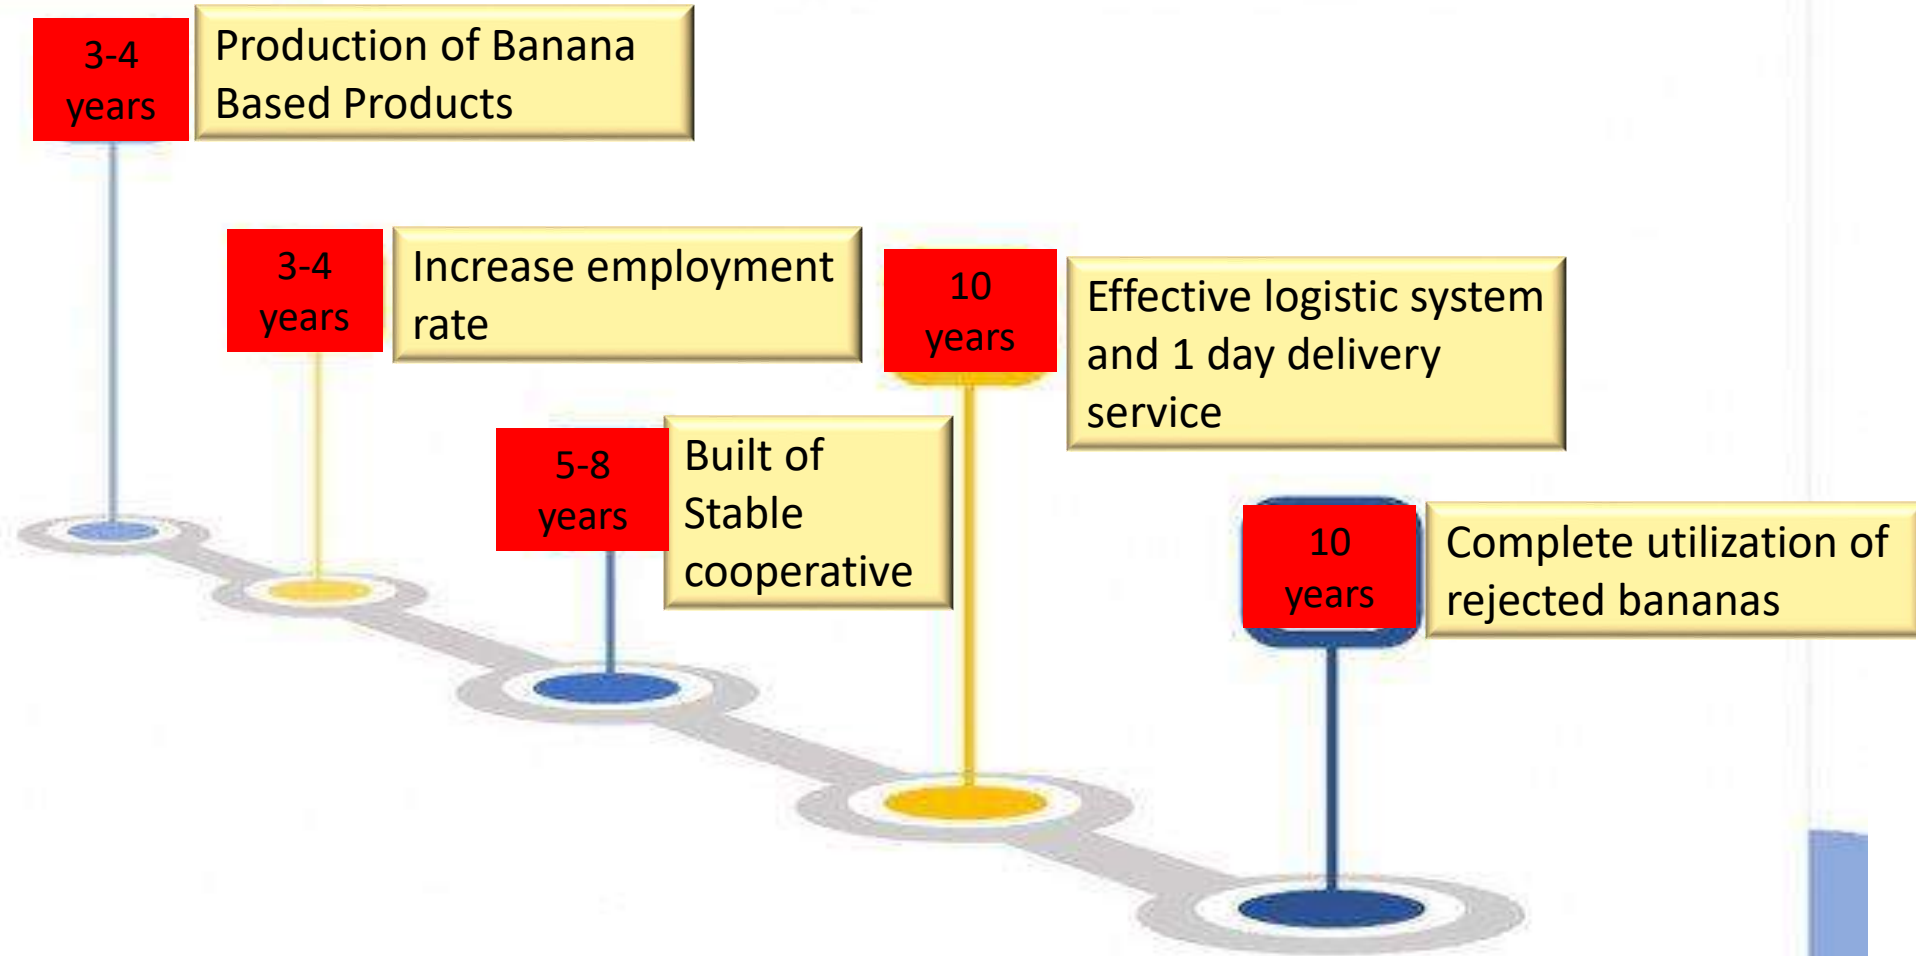 3-4
years
Production of Banana
Based Products
3-4
years
Increase employment
rate
5-8
years
Built of
Stable
cooperative
10
years
Effective logistic system
and 1 day delivery
service
10
years
Complete utilization of
rejected bananas